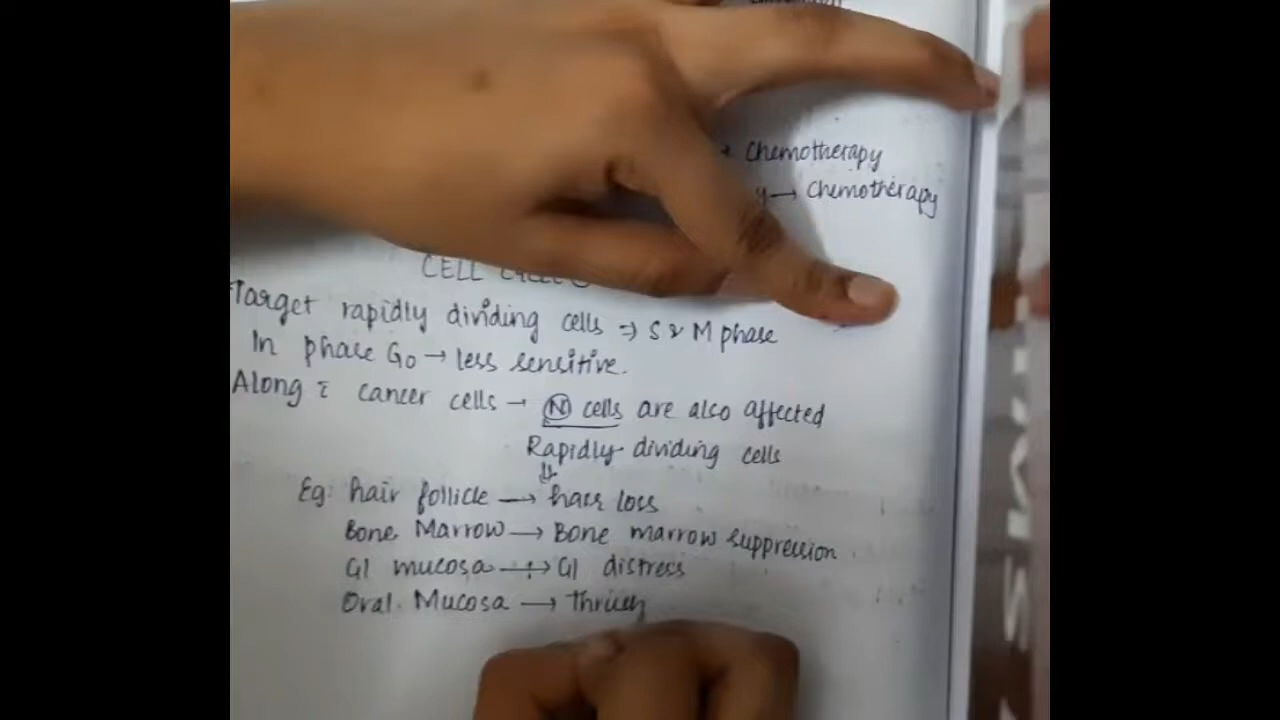 * Chemotherapy
y → Chemotherapy
CELL
Target rapidly dividing cells ⇒ S & M phase
In phase G0 → less sensitive.
Along c̄ cancer cells → Ⓝ cells are also affected
Rapidly dividing cells
⇓
Eg: hair follicle → hair loss
Bone Marrow → Bone marrow suppression
GI mucosa → GI distress
Oral Mucosa → Thrush